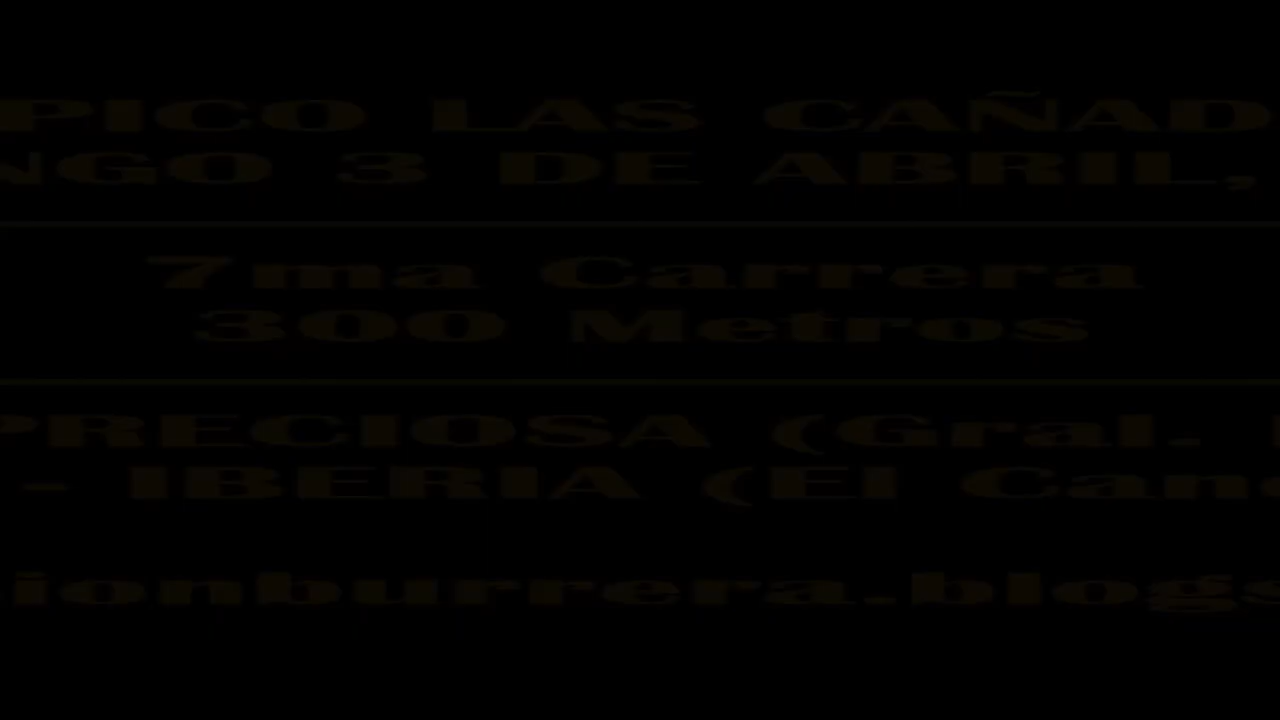 PICO LAS CAÑAD
NGO 3 DE ABRIL,
7ma Carrera
300 Metros
PRECIOSA (Gral.
- IBERIA (El Can
ionburrera.blogs